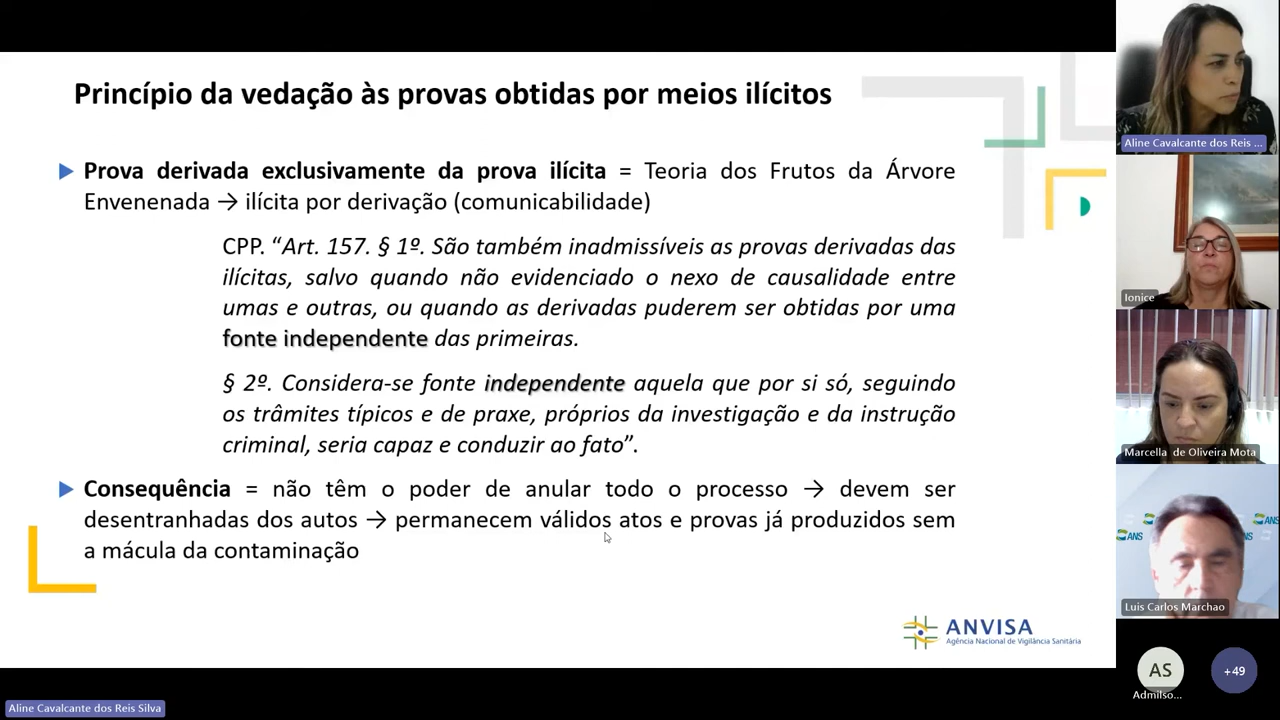 Princípio da vedação às provas obtidas por meios ilícitos
Prova derivada exclusivamente da prova ilícita = Teoria dos Frutos da Árvore
Envenenada → ilícita por derivação (comunicabilidade)
CPP. “Art. 157. § 1º. São também inadmissíveis as provas derivadas das
ilícitas, salvo quando não evidenciado o nexo de causalidade entre
umas e outras, ou quando as derivadas puderem ser obtidas por uma
fonte independente das primeiras.
§ 2º. Considera-se fonte independente aquela que por si só, seguindo
os trâmites típicos e de praxe, próprios da investigação e da instrução
criminal, seria capaz e conduzir ao fato”.
Consequência = não têm o poder de anular todo o processo → devem ser
desentranhadas dos autos → permanecem válidos atos e provas já produzidos sem
a mácula da contaminação
ANVISA
Agência Nacional de Vigilância Sanitária
Aline Cavalcante dos Reis Silva
Aline Cavalcante dos Reis ...
Ionice
Marcella de Oliveira Mota
ANS
ANS
Luis Carlos Marchao
AS
Admilso...
+49